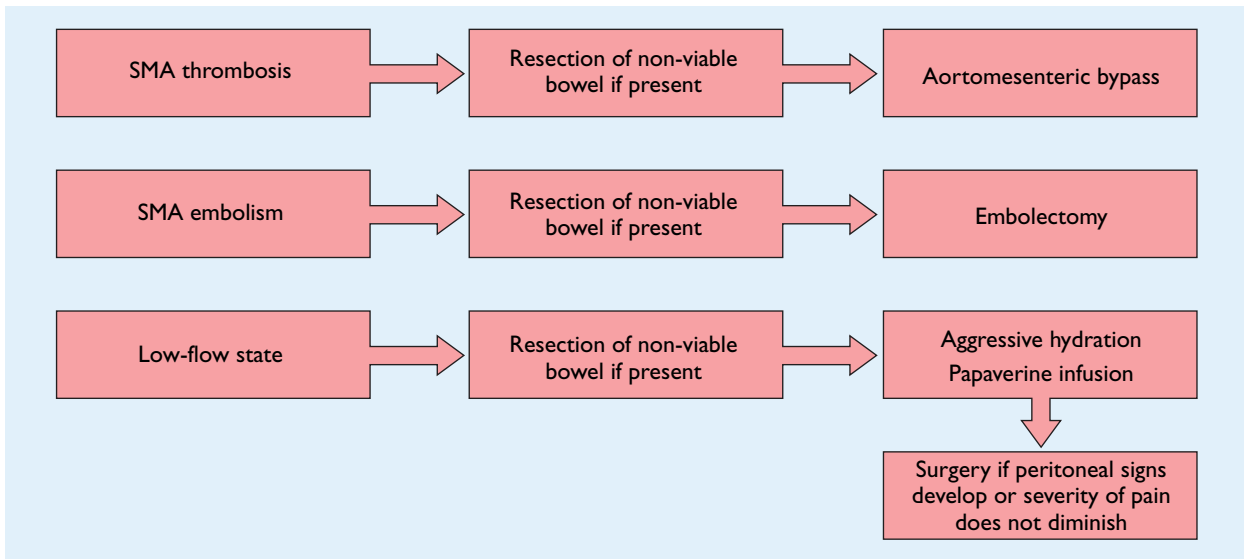 SMA thrombosis
Resection of non-viable
bowel if present
Aortomesenteric bypass
SMA embolism
Resection of non-viable
bowel if present
Embolectomy
Low-flow state
Resection of non-viable
bowel if present
Aggressive hydration
Papaverine infusion
Surgery if peritoneal signs
develop or severity of pain
does not diminish